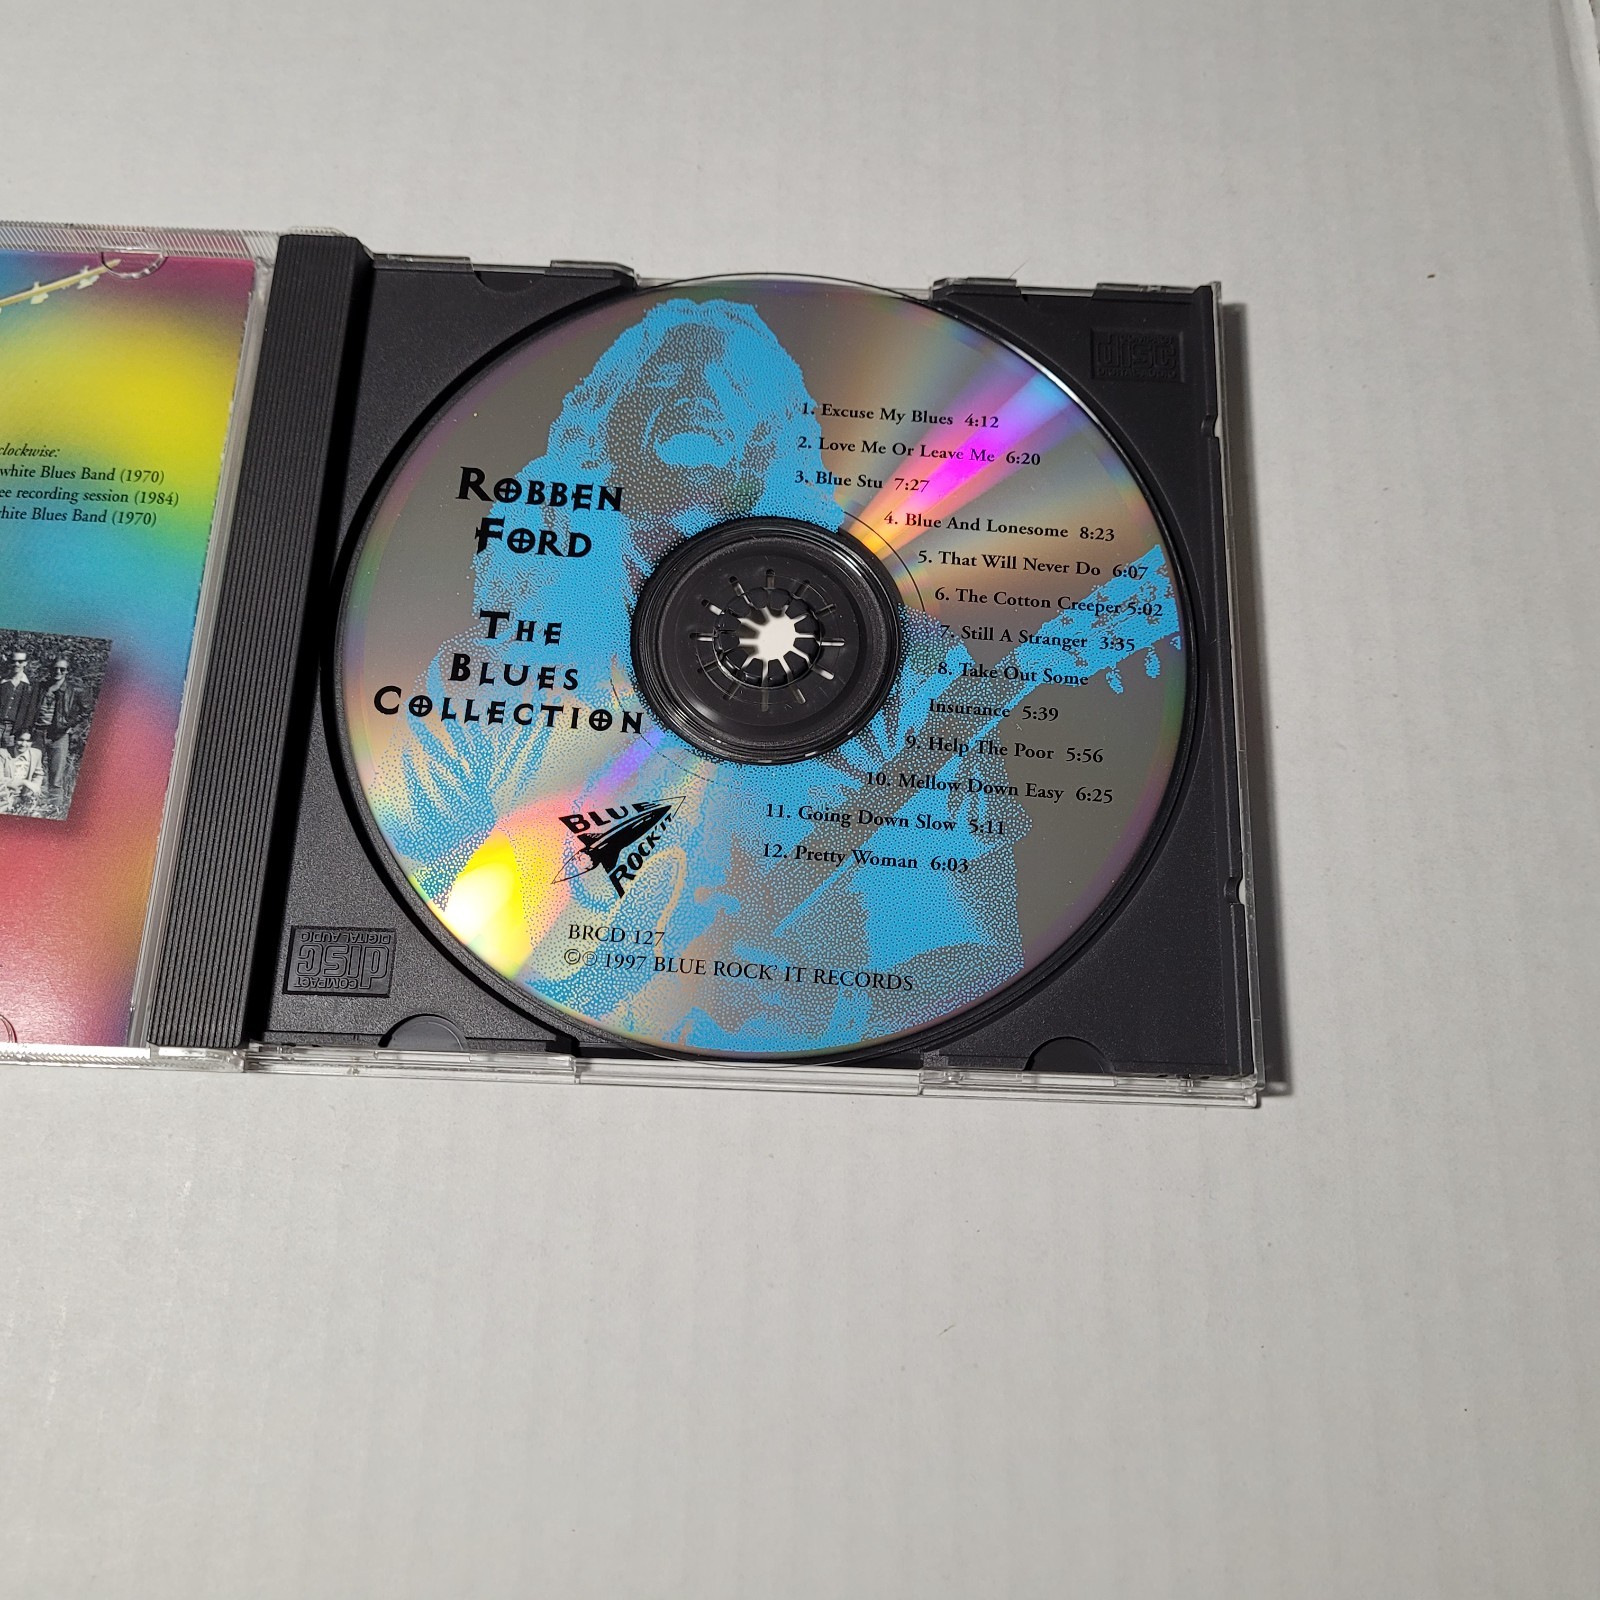 clockwise:
white Blues Band (1970)
ee recording session (1984)
hite Blues Band (1970)
ROBBEN
FORD
THE
BLUES
COLLECTION
1. Excuse My Blues 4:12
2. Love Me Or Leave Me 6:20
3. Blue Stu 7:27
4. Blue And Lonesome 8:23
5. That Will Never Do 6:07
6. The Cotton Creeper 5:02
7. Still A Stranger 3:35
8. Take Out Some
Insurance 5:39
9. Help The Poor 5:56
10. Mellow Down Easy 6:25
11. Going Down Slow 5:11
12. Pretty Woman 6:03
BLUE
ROCK'IT
BRCD 127
©℗ 1997 BLUE ROCK' IT RECORDS
COMPACT
disc
DIGITAL AUDIO
disc
DIGITAL AUDIO